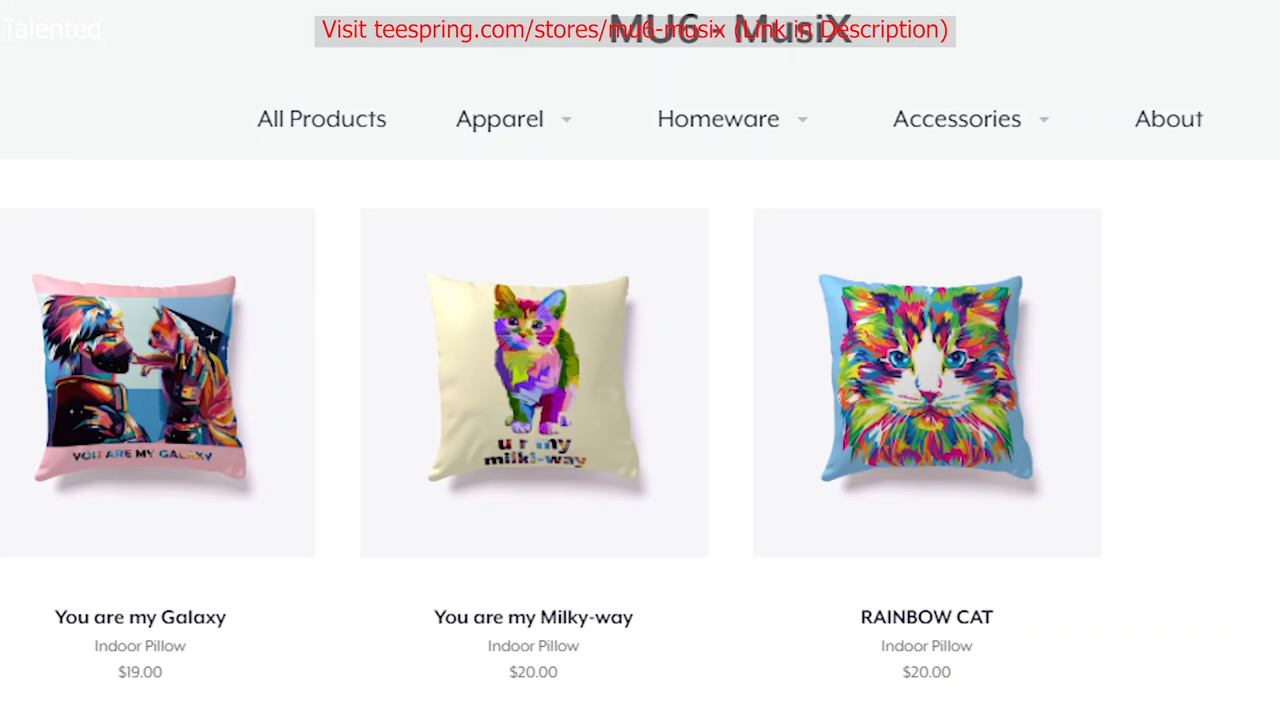 Talented
Visit teespring.com/stores/mu6-musix (Link in Description)
MU6 - MusiX
All Products
Apparel
Homeware
Accessories
About
YOU ARE MY GALAXY
u r my
milki-way
You are my Galaxy
Indoor Pillow
$19.00
You are my Milky-way
Indoor Pillow
$20.00
RAINBOW CAT
Indoor Pillow
$20.00